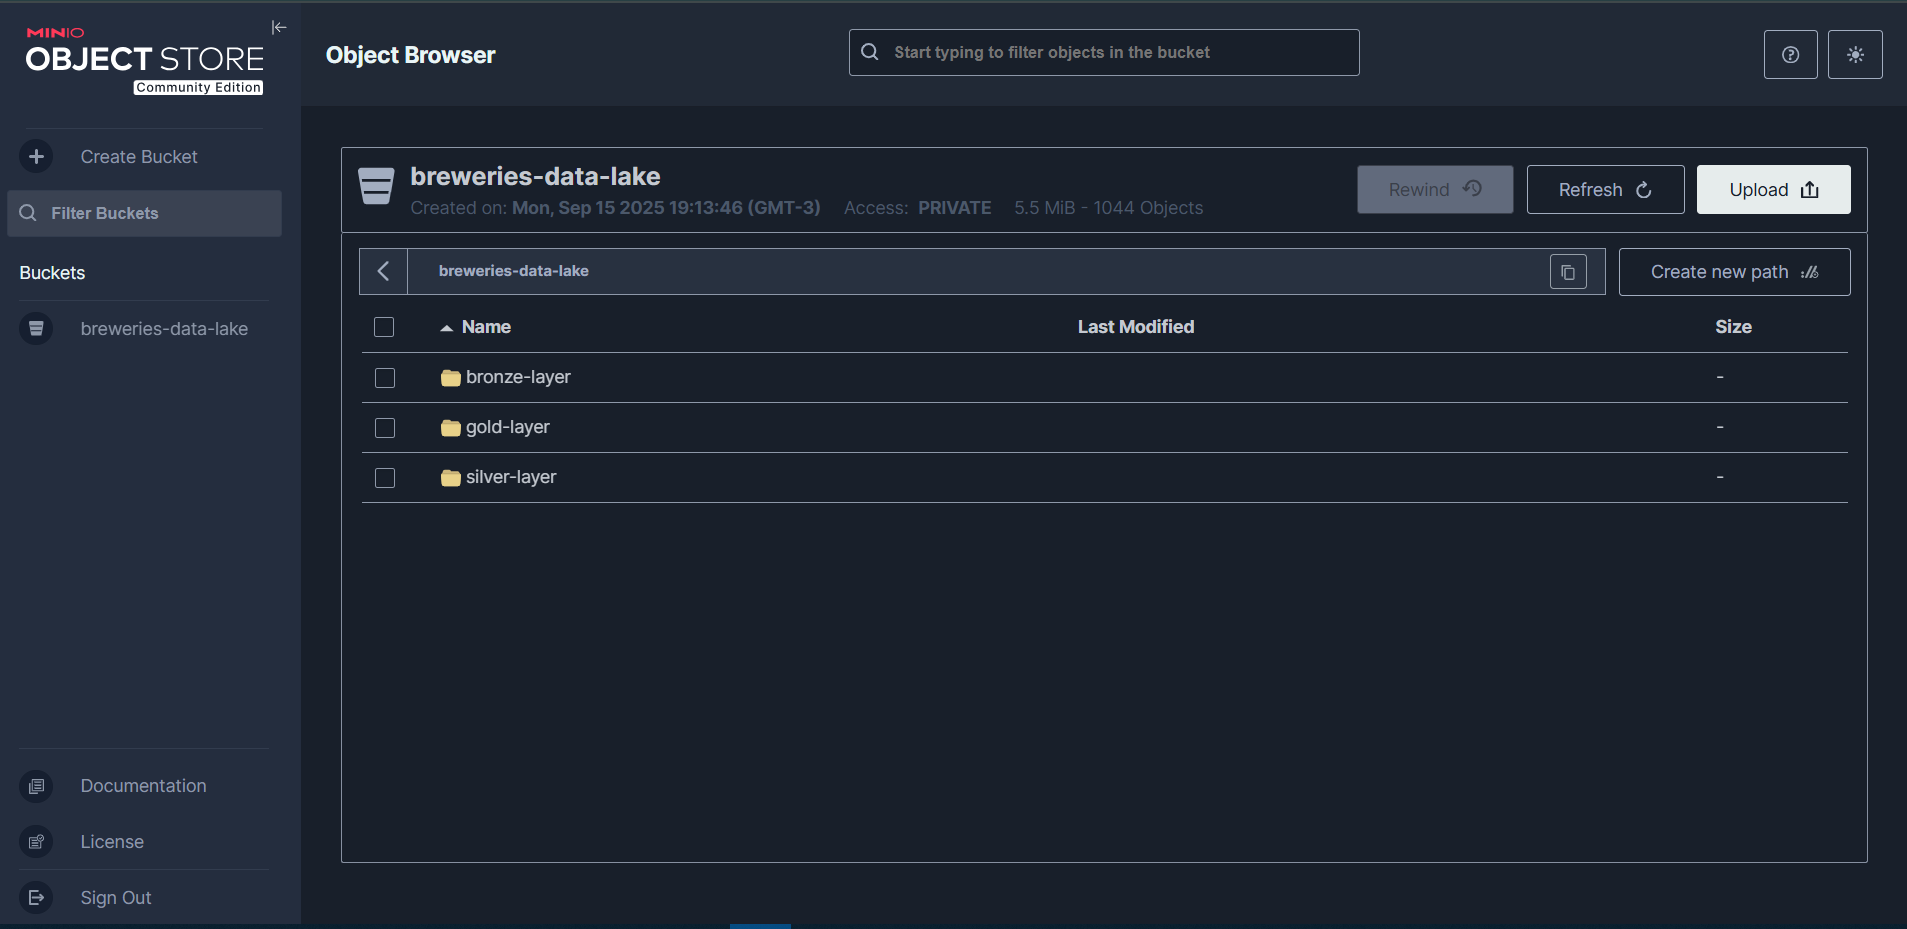 MINIO
OBJECT STORE
Community Edition
Create Bucket
Filter Buckets
Buckets
breweries-data-lake
Documentation
License
Sign Out
Object Browser
Start typing to filter objects in the bucket
breweries-data-lake
Created on: Mon, Sep 15 2025 19:13:46 (GMT-3) Access: PRIVATE 5.5 MiB - 1044 Objects
Rewind
Refresh
Upload
breweries-data-lake
Create new path
Name Last Modified Size
bronze-layer -
gold-layer -
silver-layer -